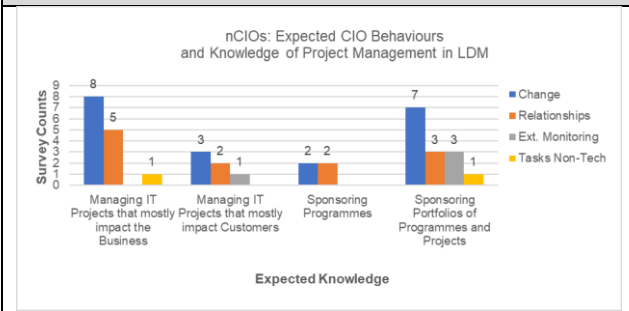 nCIOs: Expected CIO Behaviours
and Knowledge of Project Management in LDM
Survey Counts
9
8
7
6
5
4
3
2
1
0
8
5
1
3
2
1
2
2
7
3
3
1
Managing IT
Projects that mostly
impact the
Business
Managing IT
Projects that mostly
impact Customers
Sponsoring
Programmes
Sponsoring
Portfolios of
Programmes and
Projects
Expected Knowledge
Change
Relationships
Ext. Monitoring
Tasks Non-Tech